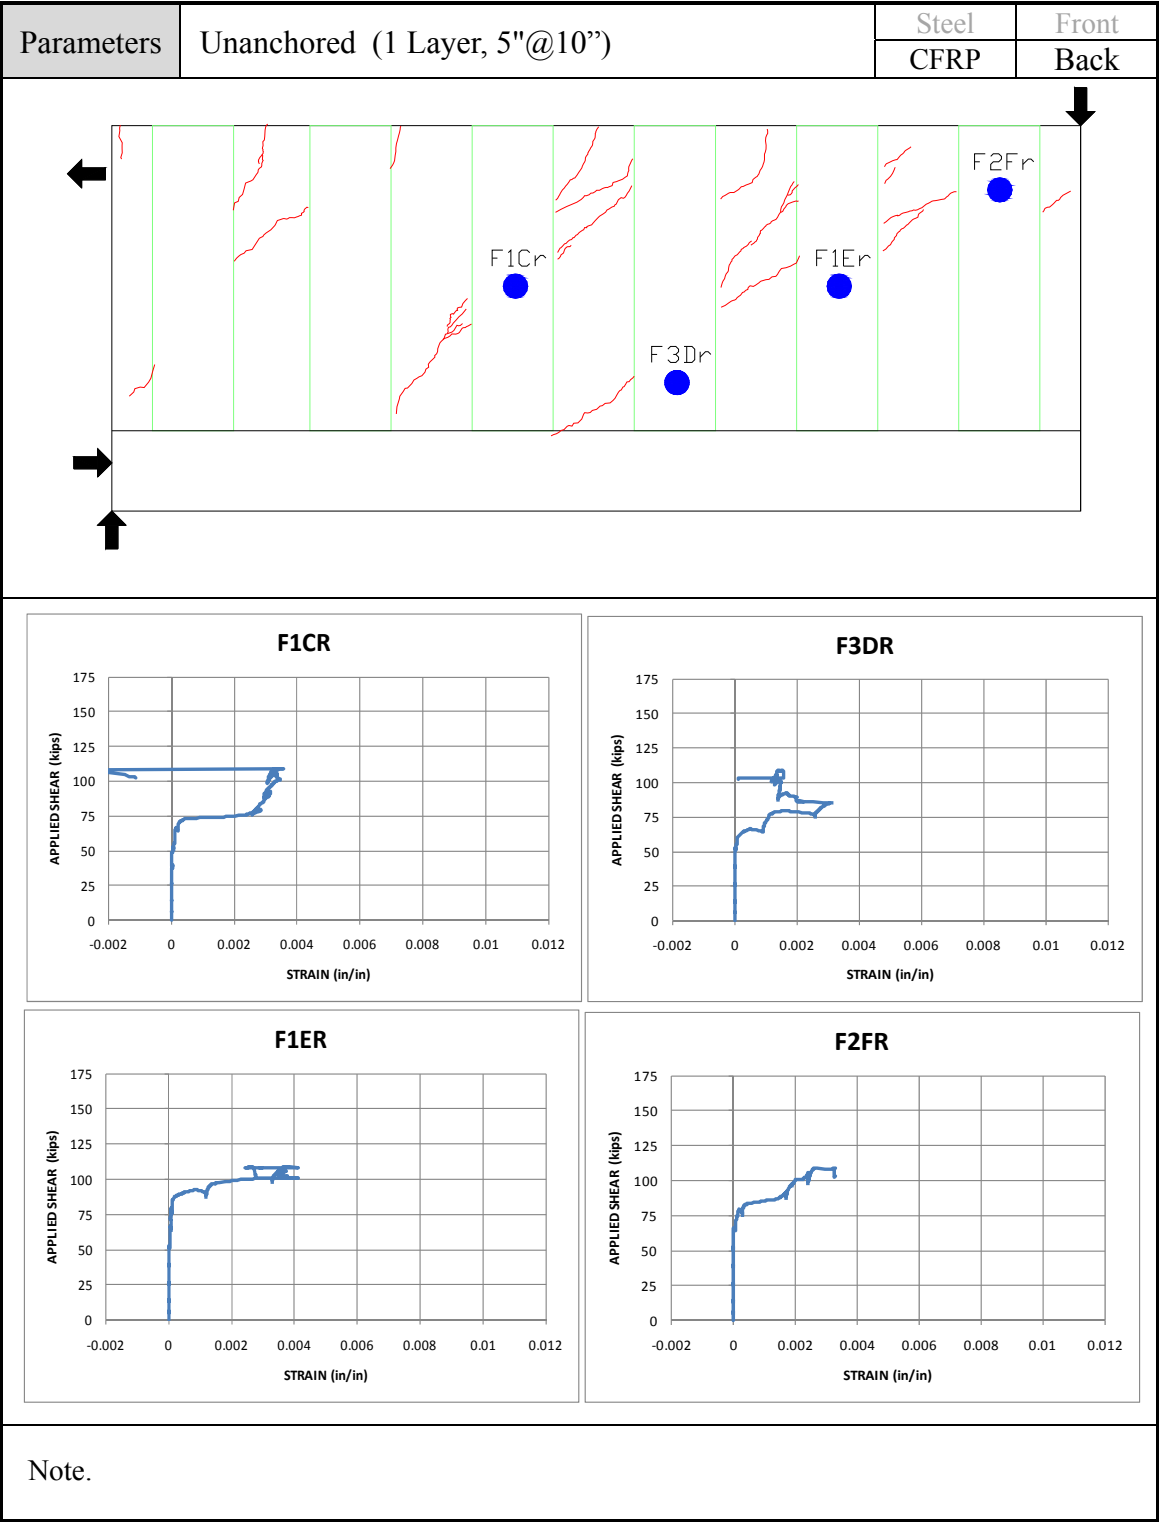 Parameters
Unanchored (1 Layer, 5"@10”)
Steel
Front
CFRP
Back
F2Fr
F1Cr
F1Er
F3Dr
F1CR
175
150
125
100
75
50
25
0
-0.002 0 0.002 0.004 0.006 0.008 0.01 0.012
APPLIED SHEAR (kips)
STRAIN (in/in)
F3DR
175
150
125
100
75
50
25
0
-0.002 0 0.002 0.004 0.006 0.008 0.01 0.012
APPLIED SHEAR (kips)
STRAIN (in/in)
F1ER
175
150
125
100
75
50
25
0
-0.002 0 0.002 0.004 0.006 0.008 0.01 0.012
APPLIED SHEAR (kips)
STRAIN (in/in)
F2FR
175
150
125
100
75
50
25
0
-0.002 0 0.002 0.004 0.006 0.008 0.01 0.012
APPLIED SHEAR (kips)
STRAIN (in/in)
Note.